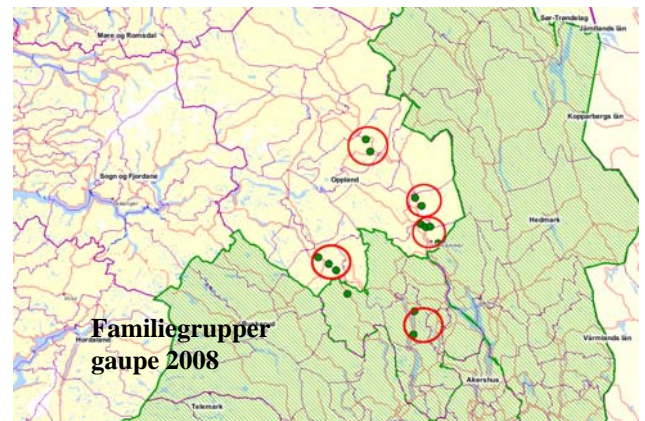 Sør-Trøndelag
Jämtlands län
Møre og Romsdal
Kopparbergs län
Sogn og Fjordane
Oppland
Hedmark
Familiegrupper
gaupe 2008
Hordaland
Värmlands län
Akershus
Telemark